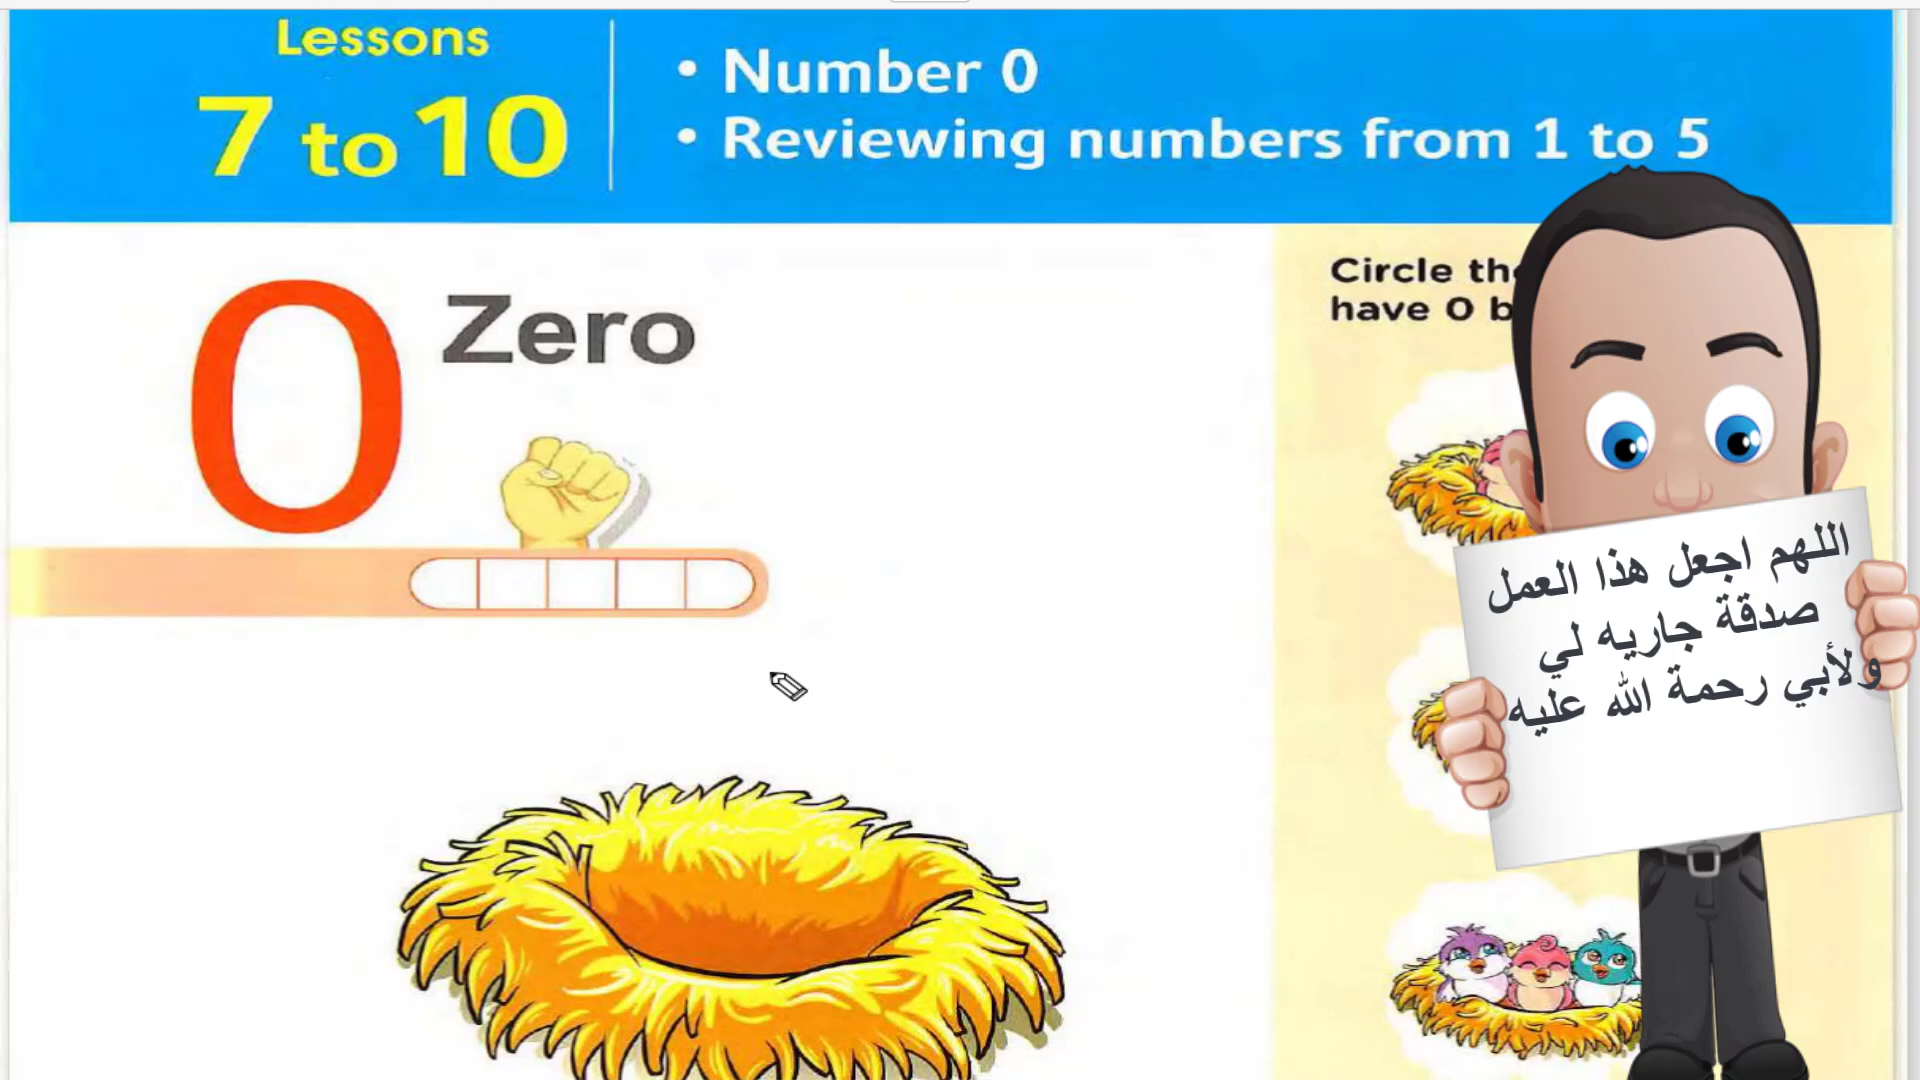 Lessons
7 to 10
• Number 0
• Reviewing numbers from 1 to 5
0
Zero
Circle
have 0
اللهم اجعل هذا العمل
صدقة جاريه لي
ولأبي رحمة الله عليه